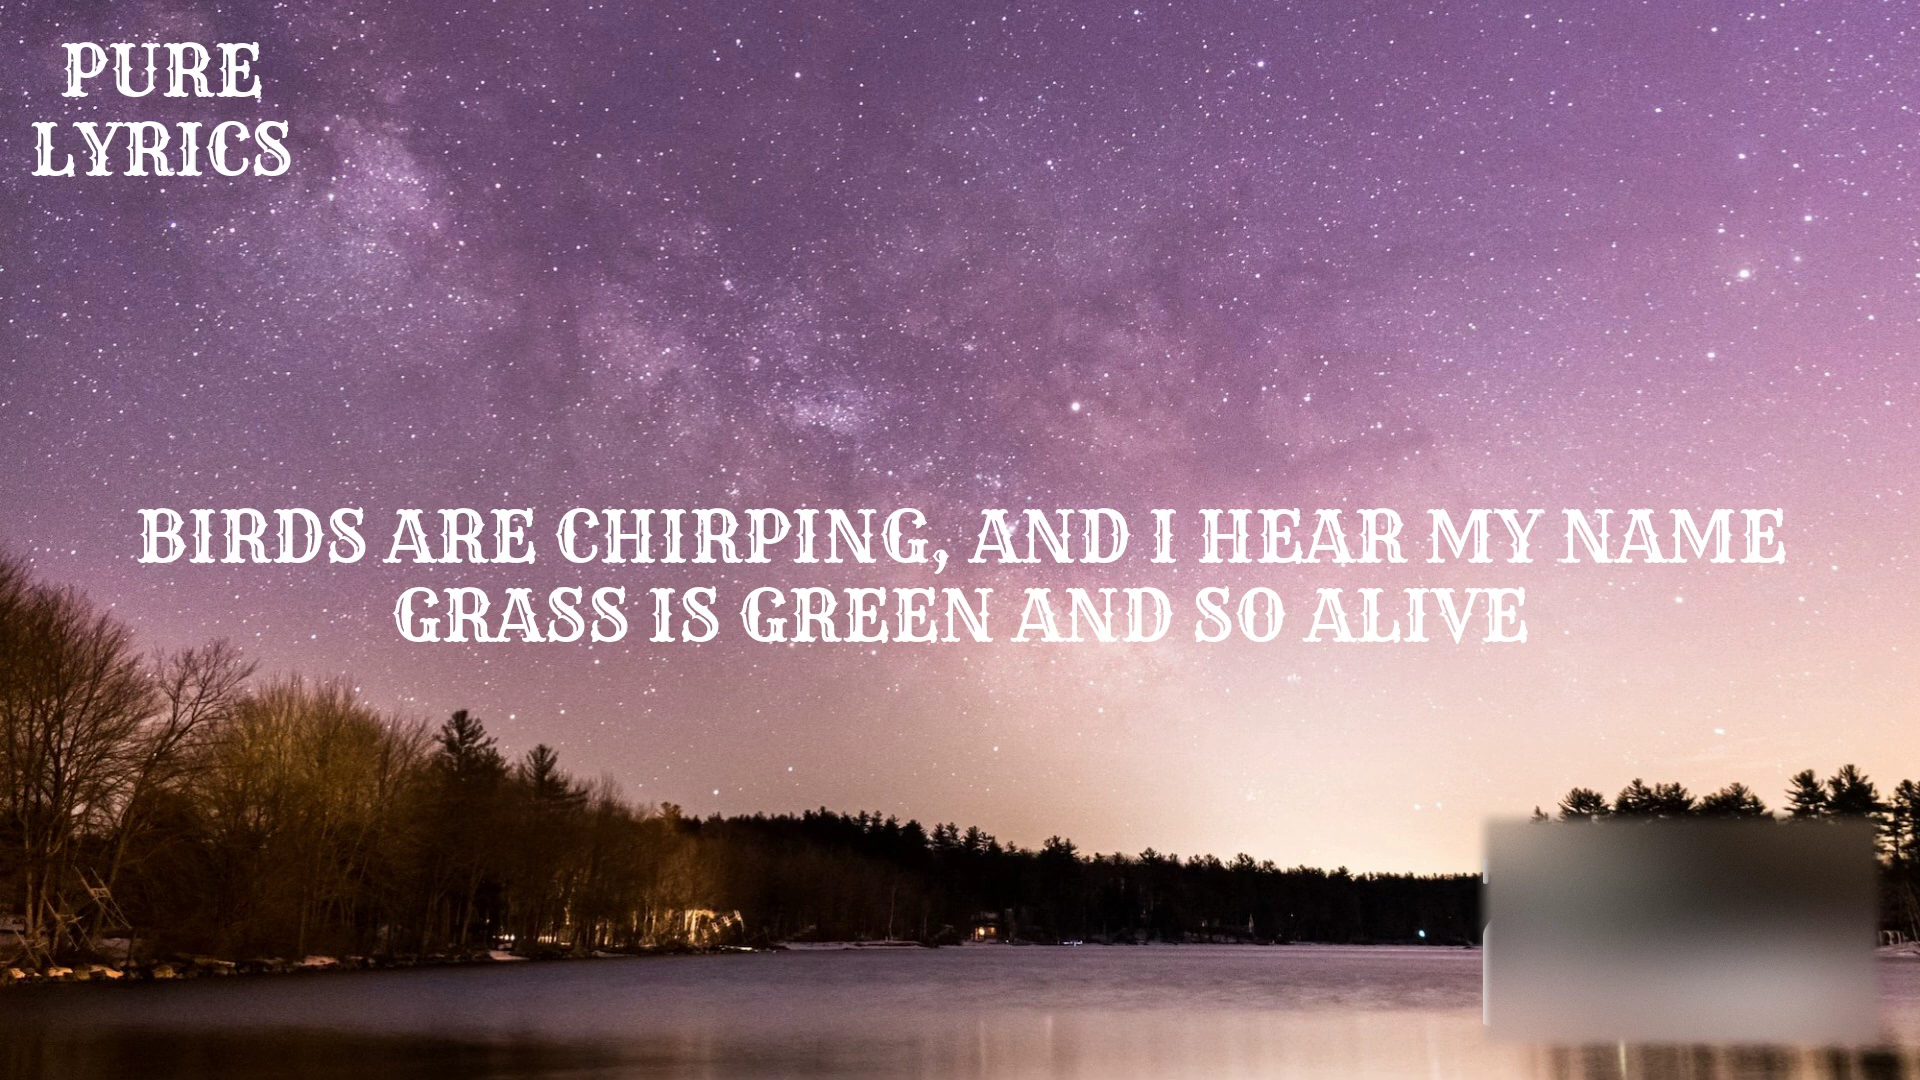 PURE
LYRICS
BIRDS ARE CHIRPING, AND I HEAR MY NAME
GRASS IS GREEN AND SO ALIVE